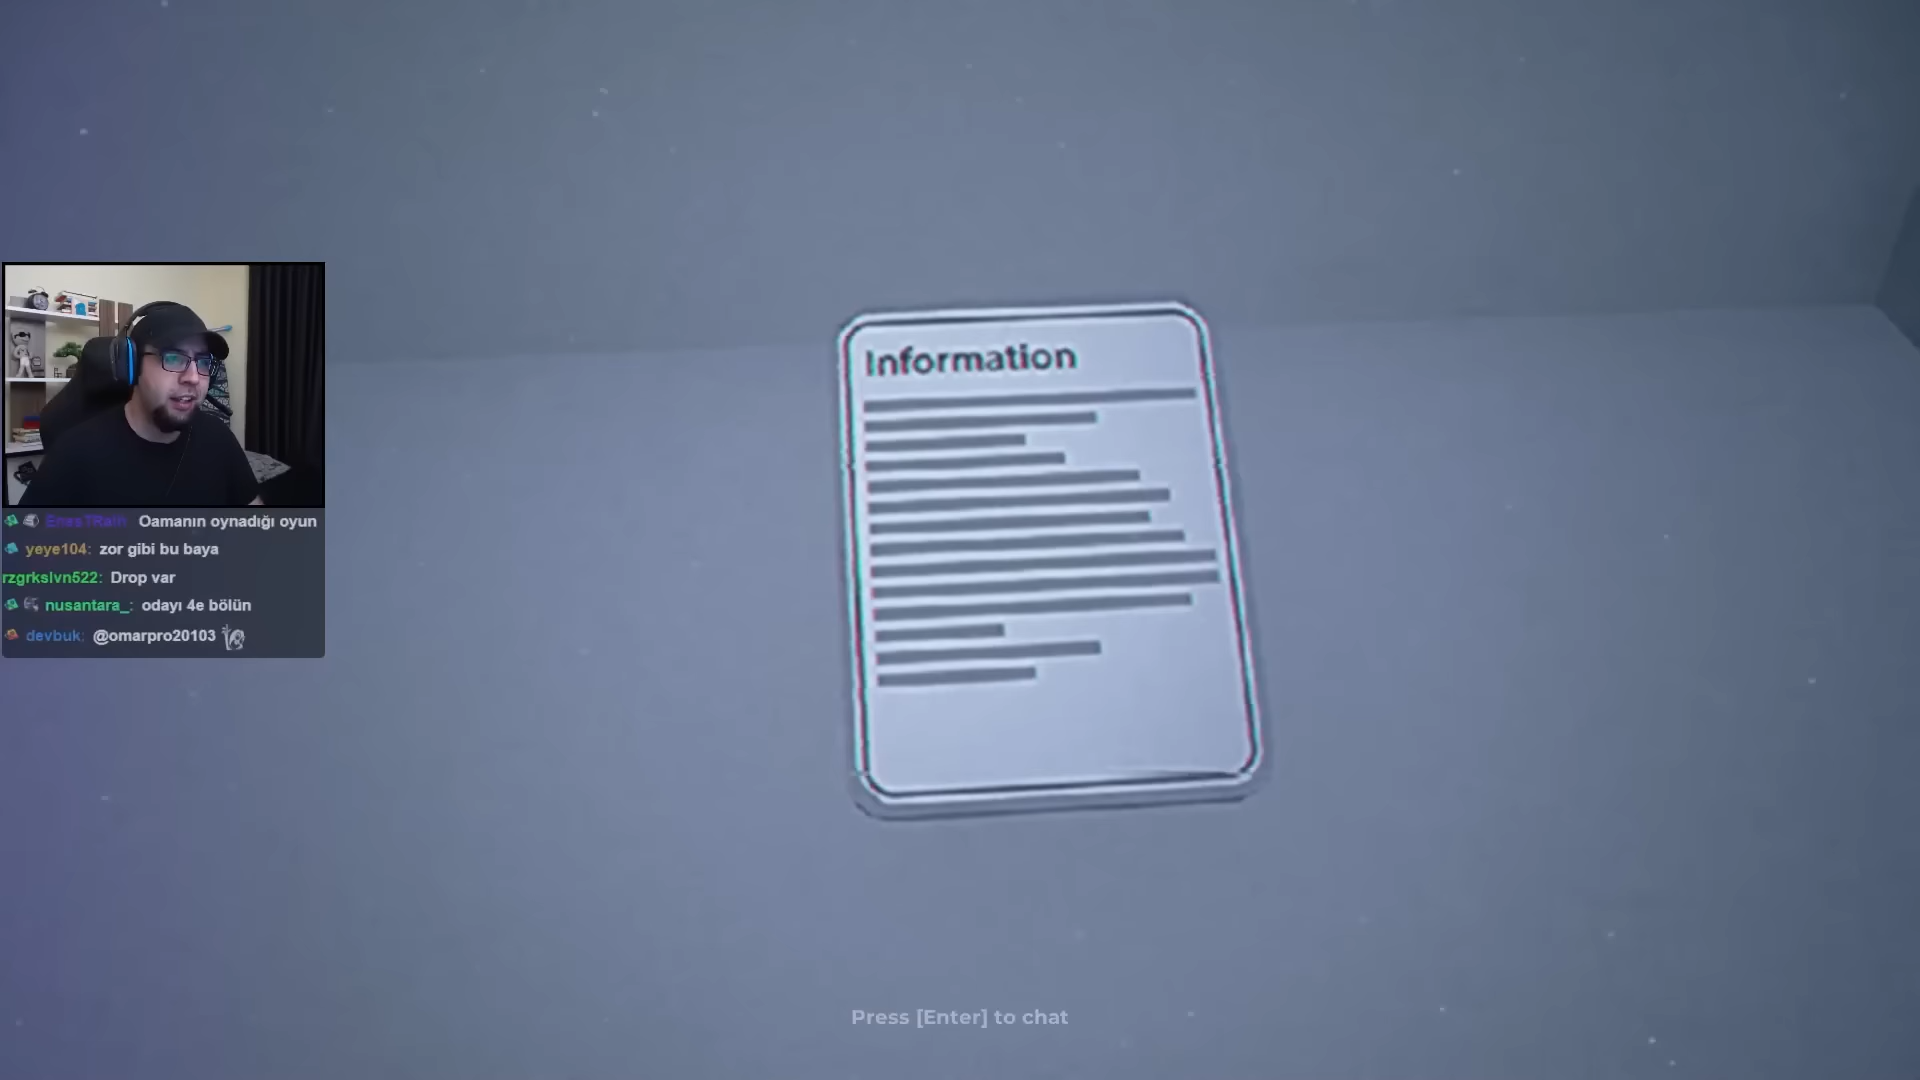 Information
EnesTRain Oamanın oynadığı oyun
yeye104: zor gibi bu baya
rzgrkslvn522: Drop var
nusantara_: odayı 4e bölün
devbuk: @omarpro20103
Press [Enter] to chat